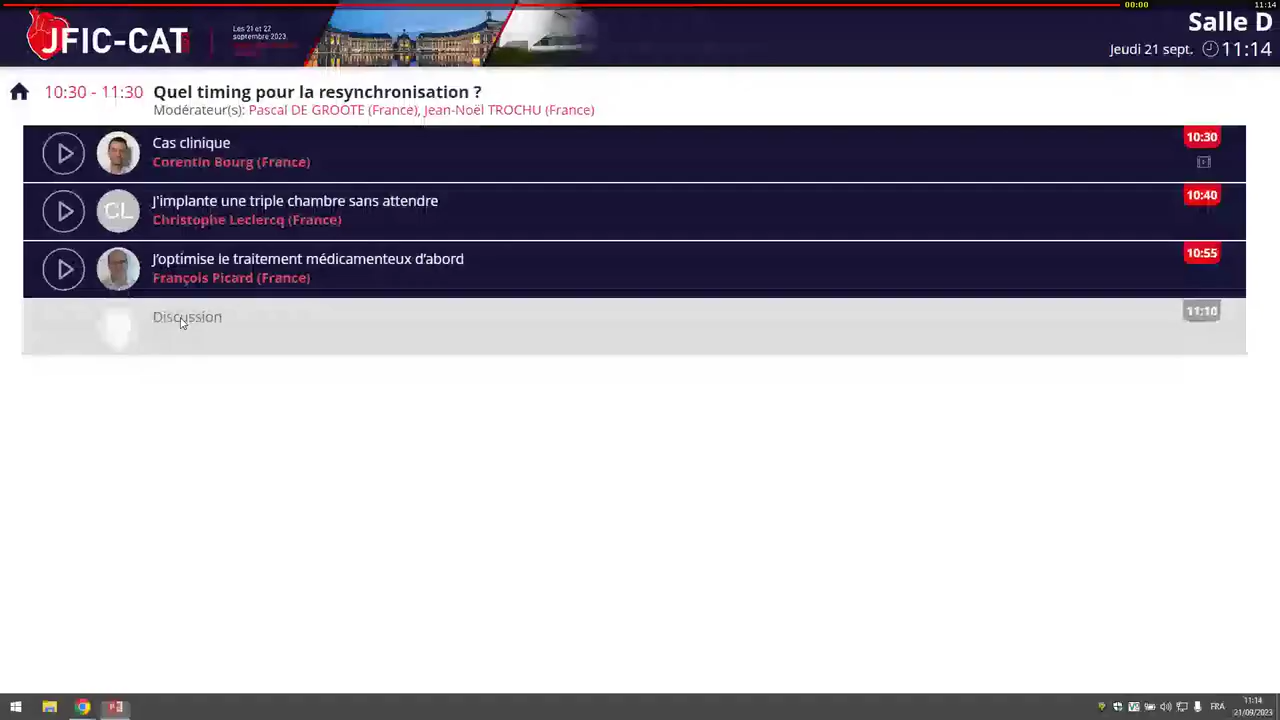 00:00
11:14
JFIC-CAT
Les 21 et 22
septembre 2023
Salle D
Jeudi 21 sept. 11:14
10:30 - 11:30 Quel timing pour la resynchronisation ?
Modérateur(s): Pascal DE GROOTE (France), Jean-Noël TROCHU (France)
Cas clinique
10:30
Corentin Bourg (France)
CL
J'implante une triple chambre sans attendre
10:40
Christophe Leclercq (France)
J'optimise le traitement médicamenteux d'abord
10:55
François Picard (France)
Discussion
11:10
FRA
11:14
21/09/2023